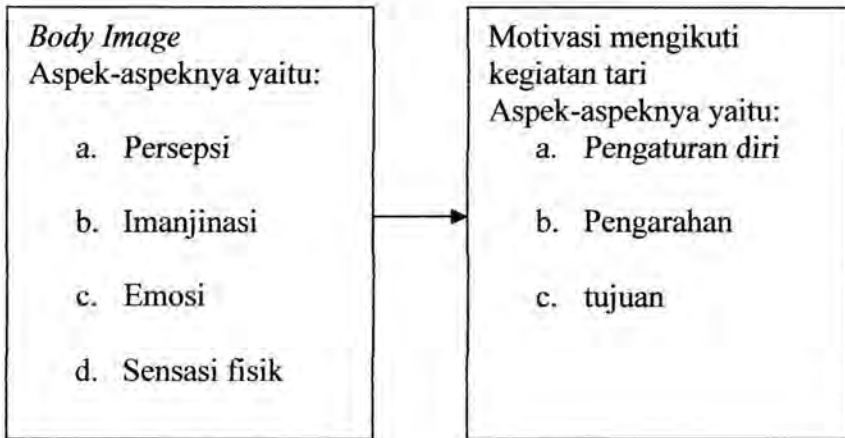 Body Image
Aspek-aspeknya yaitu:
a. Persepsi
b. Imanjinasi
c. Emosi
d. Sensasi fisik
Motivasi mengikuti
kegiatan tari
Aspek-aspeknya yaitu:
a. Pengaturan diri
b. Pengarahan
c. tujuan